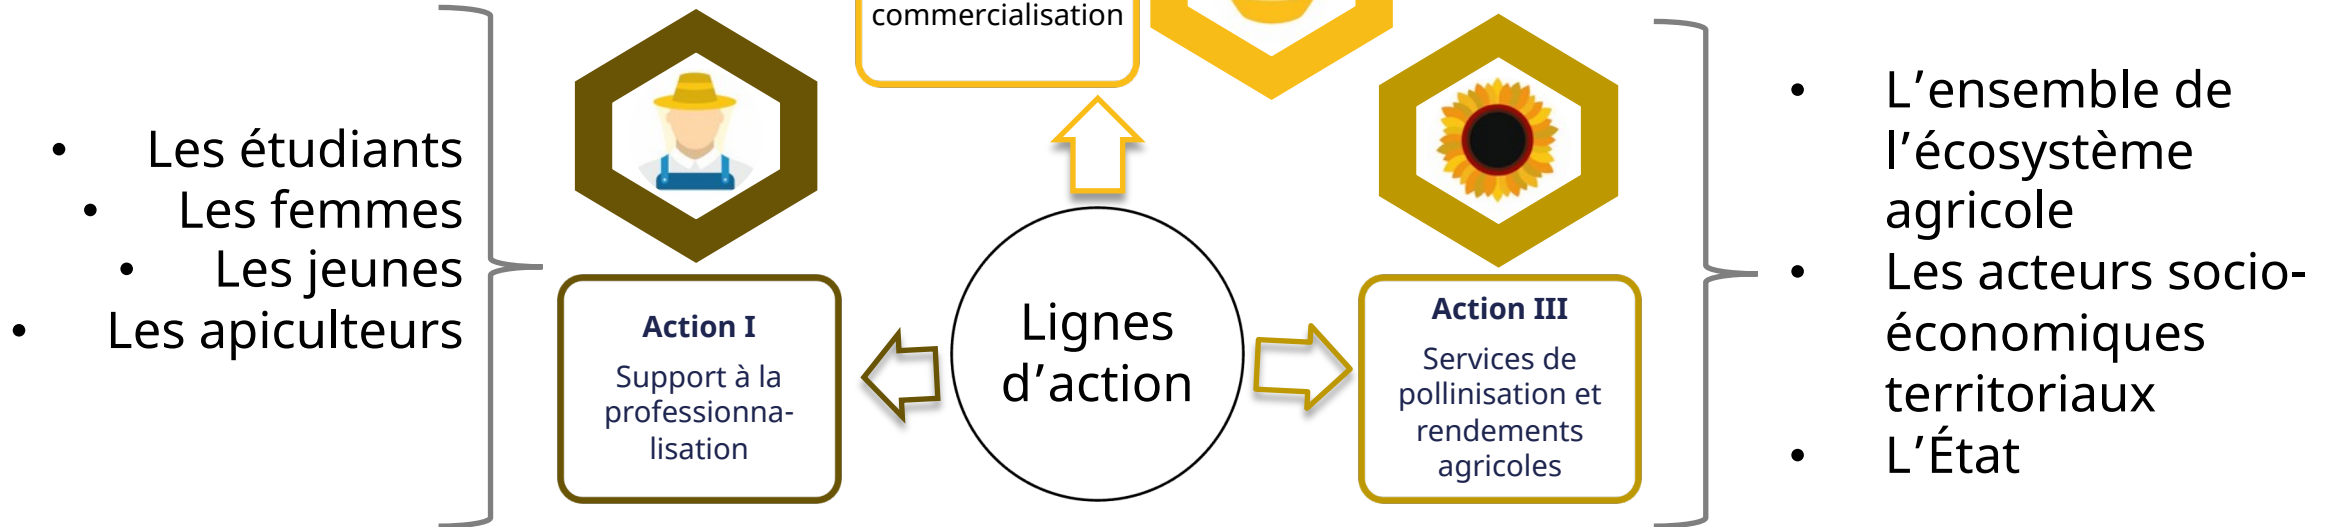 commercialisation
• Les étudiants
• Les femmes
• Les jeunes
• Les apiculteurs
Action I
Support à la
professionna-
lisation
Lignes
d’action
Action III
Services de
pollinisation et
rendements
agricoles
• L’ensemble de
l’écosystème
agricole
• Les acteurs socio-
économiques
territoriaux
• L’État